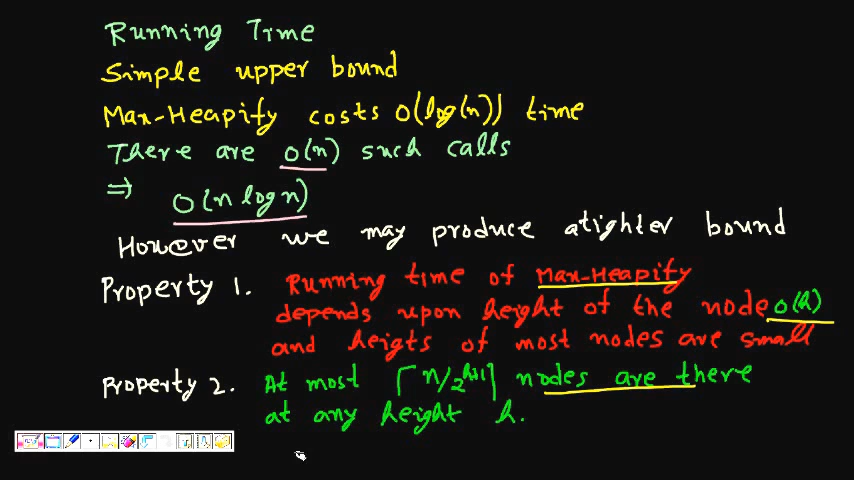 Running Time
Simple upper bound
Max-Heapify costs O(log(n)) time
There are O(n) such calls
⇒ O(n log n)
However we may produce atighter bound
Property 1. Running time of Max-Heapify
depends upon height of the node O(h)
and heigts of most nodes are small
Property 2. At most ⌈n/2^{h+1}⌉ nodes are there
at any height h.